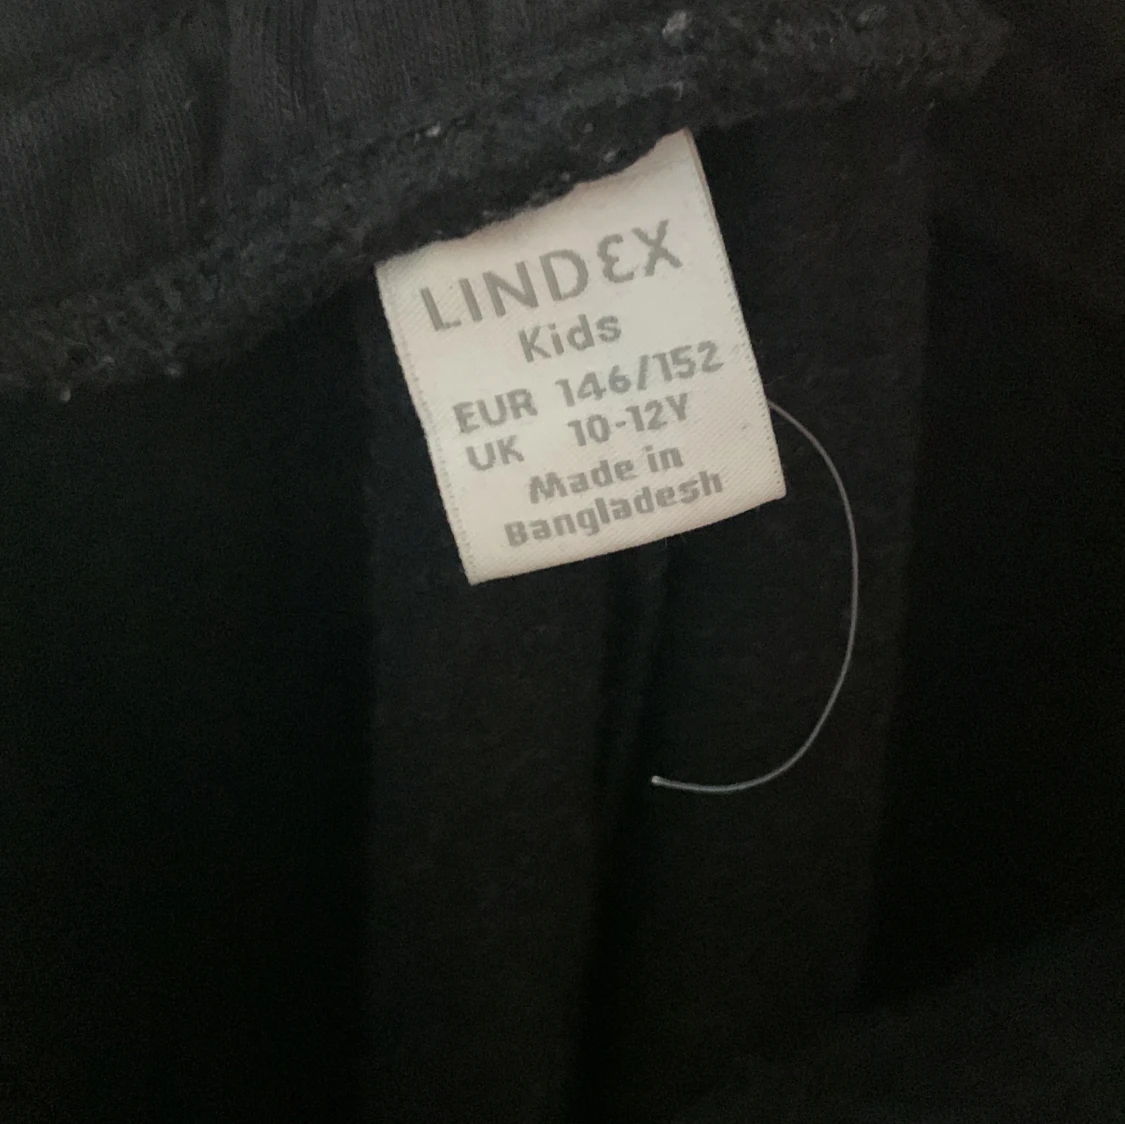 LINDEX
Kids
EUR 146/152
UK 10-12Y
Made in
Bangladesh